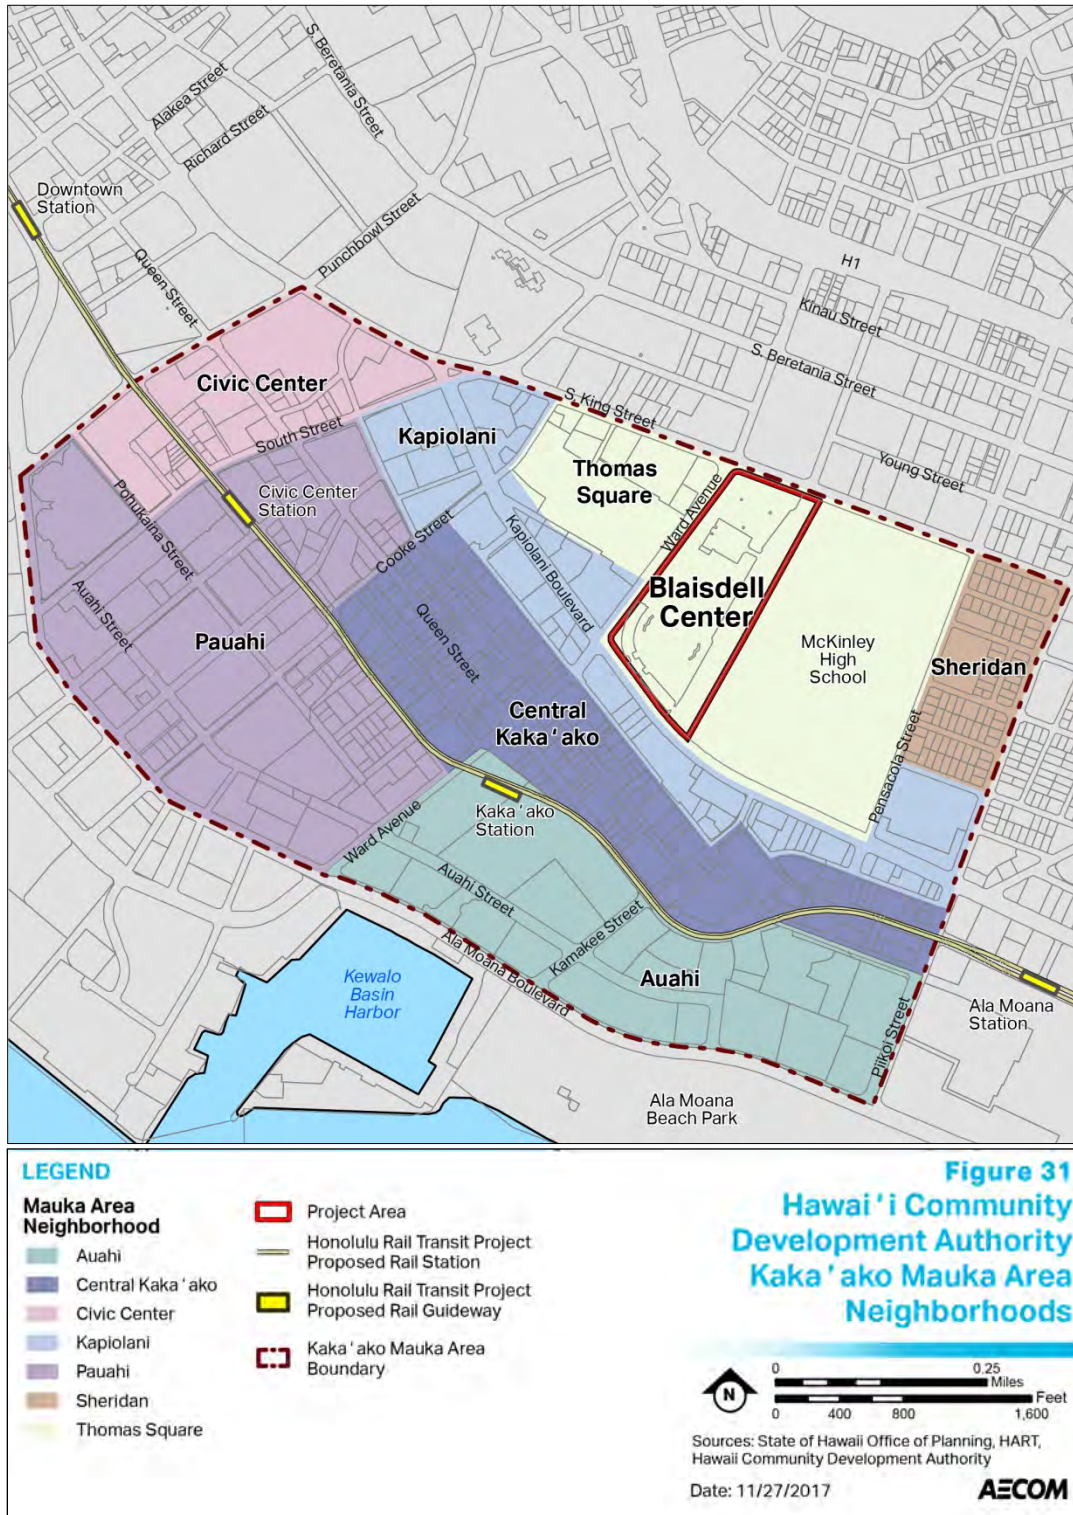 S. Beretania Street
Alakea Street
Richard Street
Downtown
Station
Punchbowl Street
Queen Street
H1
Kinau Street
S. Beretania Street
Civic Center
S. King Street
South Street
Kapiolani
Young Street
Thomas
Square
Ward Avenue
Civic Center
Station
Pohukaina Street
Cooke Street
Kapiolani Boulevard
Auahi Street
Blaisdell
Center
Queen Street
Pauahi
McKinley
High
School
Sheridan
Central
Kaka ‘ ako
Pensacola Street
Kaka ‘ ako
Station
Ward Avenue
Auahi Street
Kamakee Street
Ala Moana Boulevard
Auahi
Kewalo
Basin
Harbor
Ala Moana
Station
Piikoi Street
Ala Moana
Beach Park
LEGEND
Mauka Area
Neighborhood
Auahi
Central Kaka ‘ ako
Civic Center
Kapiolani
Pauahi
Sheridan
Thomas Square
Project Area
Honolulu Rail Transit Project
Proposed Rail Station
Honolulu Rail Transit Project
Proposed Rail Guideway
Kaka ‘ ako Mauka Area
Boundary
Figure 31
Hawai ‘ i Community
Development Authority
Kaka ‘ ako Mauka Area
Neighborhoods
N
0 0.25
Miles
Feet
0 400 800 1,600
Sources: State of Hawaii Office of Planning, HART,
Hawaii Community Development Authority
Date: 11/27/2017
AECOM